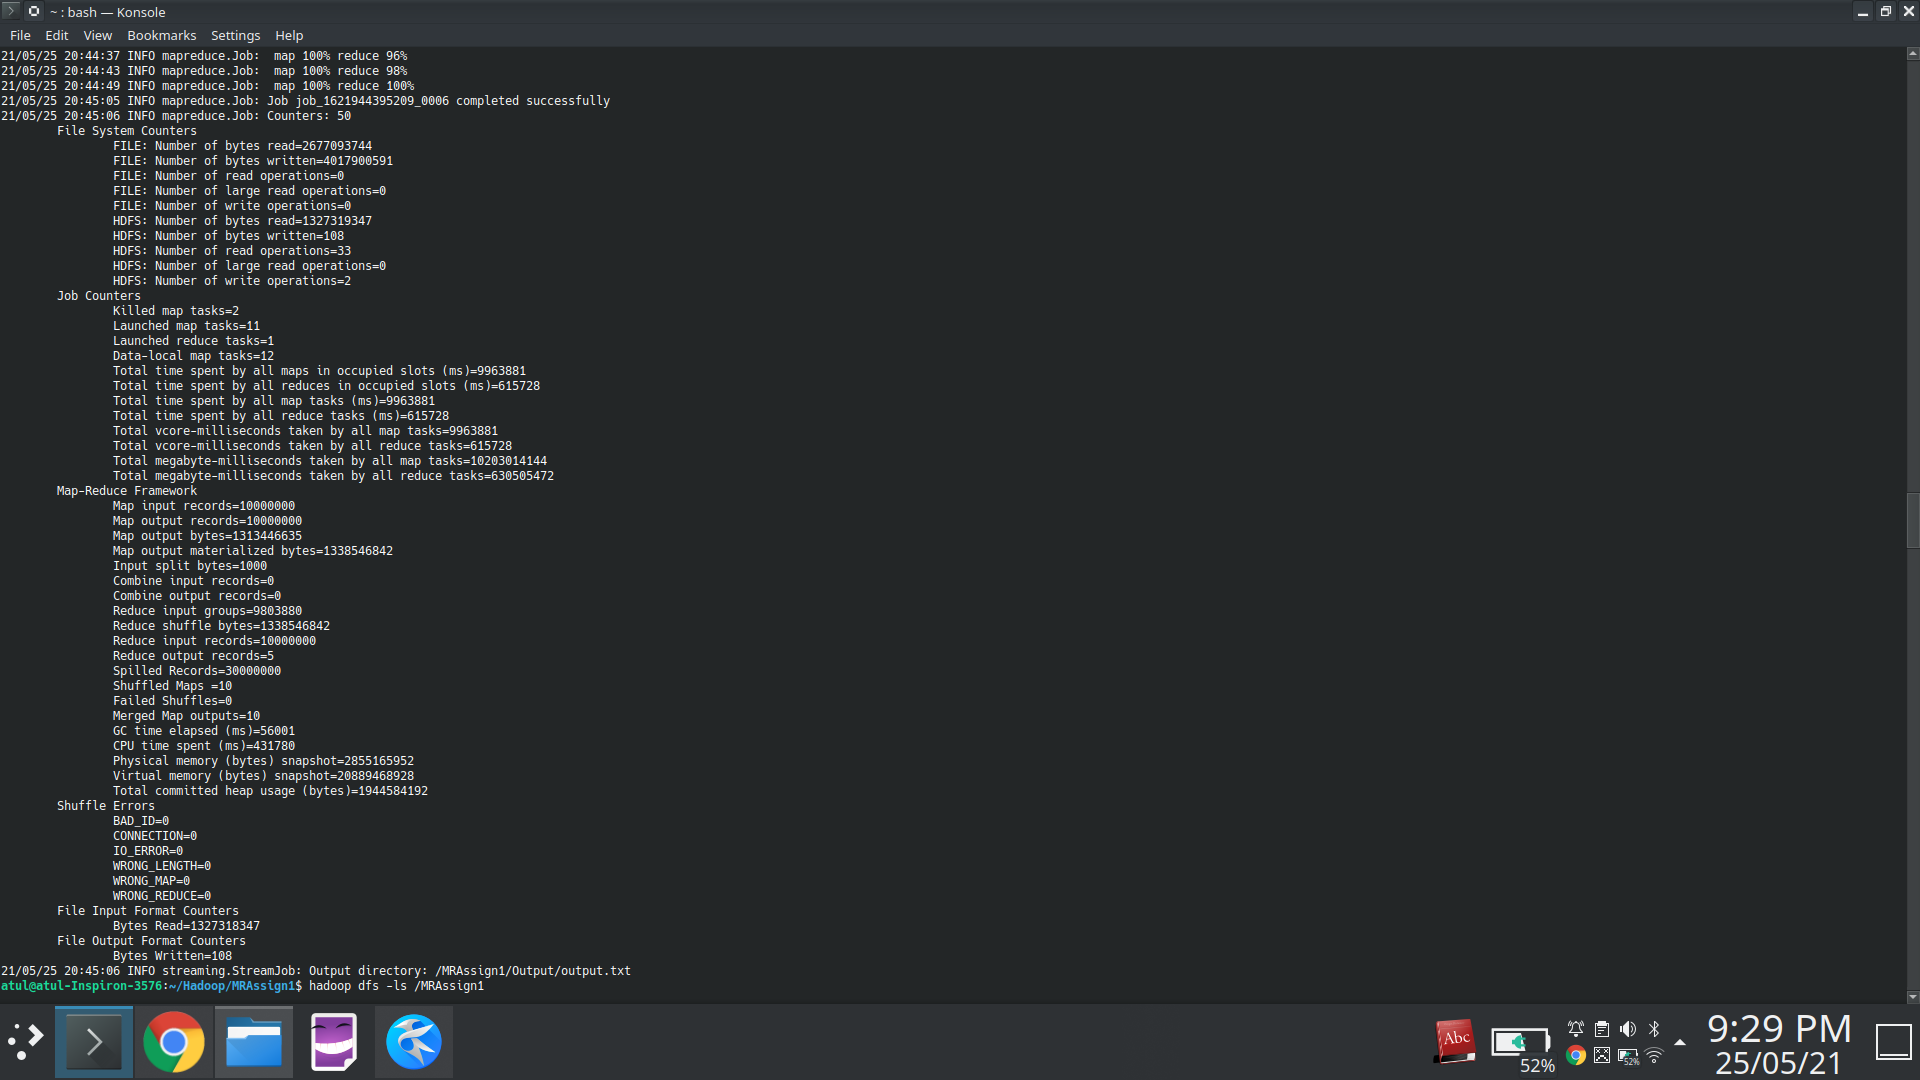 ~ : bash — Konsole
File Edit View Bookmarks Settings Help
21/05/25 20:44:37 INFO mapreduce.Job:  map 100% reduce 96%
21/05/25 20:44:43 INFO mapreduce.Job:  map 100% reduce 98%
21/05/25 20:44:49 INFO mapreduce.Job:  map 100% reduce 100%
21/05/25 20:45:05 INFO mapreduce.Job: Job job_1621944395209_0006 completed successfully
21/05/25 20:45:06 INFO mapreduce.Job: Counters: 50
File System Counters
FILE: Number of bytes read=2677093744
FILE: Number of bytes written=4017900591
FILE: Number of read operations=0
FILE: Number of large read operations=0
FILE: Number of write operations=0
HDFS: Number of bytes read=1327319347
HDFS: Number of bytes written=108
HDFS: Number of read operations=33
HDFS: Number of large read operations=0
HDFS: Number of write operations=2
Job Counters
Killed map tasks=2
Launched map tasks=11
Launched reduce tasks=1
Data-local map tasks=12
Total time spent by all maps in occupied slots (ms)=9963881
Total time spent by all reduces in occupied slots (ms)=615728
Total time spent by all map tasks (ms)=9963881
Total time spent by all reduce tasks (ms)=615728
Total vcore-milliseconds taken by all map tasks=9963881
Total vcore-milliseconds taken by all reduce tasks=615728
Total megabyte-milliseconds taken by all map tasks=10203014144
Total megabyte-milliseconds taken by all reduce tasks=630505472
Map-Reduce Framework
Map input records=10000000
Map output records=10000000
Map output bytes=1313446635
Map output materialized bytes=1338546842
Input split bytes=1000
Combine input records=0
Combine output records=0
Reduce input groups=9803880
Reduce shuffle bytes=1338546842
Reduce input records=10000000
Reduce output records=5
Spilled Records=30000000
Shuffled Maps =10
Failed Shuffles=0
Merged Map outputs=10
GC time elapsed (ms)=56001
CPU time spent (ms)=431780
Physical memory (bytes) snapshot=2855165952
Virtual memory (bytes) snapshot=20889468928
Total committed heap usage (bytes)=1944584192
Shuffle Errors
BAD_ID=0
CONNECTION=0
IO_ERROR=0
WRONG_LENGTH=0
WRONG_MAP=0
WRONG_REDUCE=0
File Input Format Counters
Bytes Read=1327318347
File Output Format Counters
Bytes Written=108
21/05/25 20:45:06 INFO streaming.StreamJob: Output directory: /MRAssign1/Output/output.txt
atul@atul-Inspiron-3576:~/Hadoop/MRAssign1$ hadoop dfs -ls /MRAssign1
Abc
52%
52%
9:29 PM
25/05/21